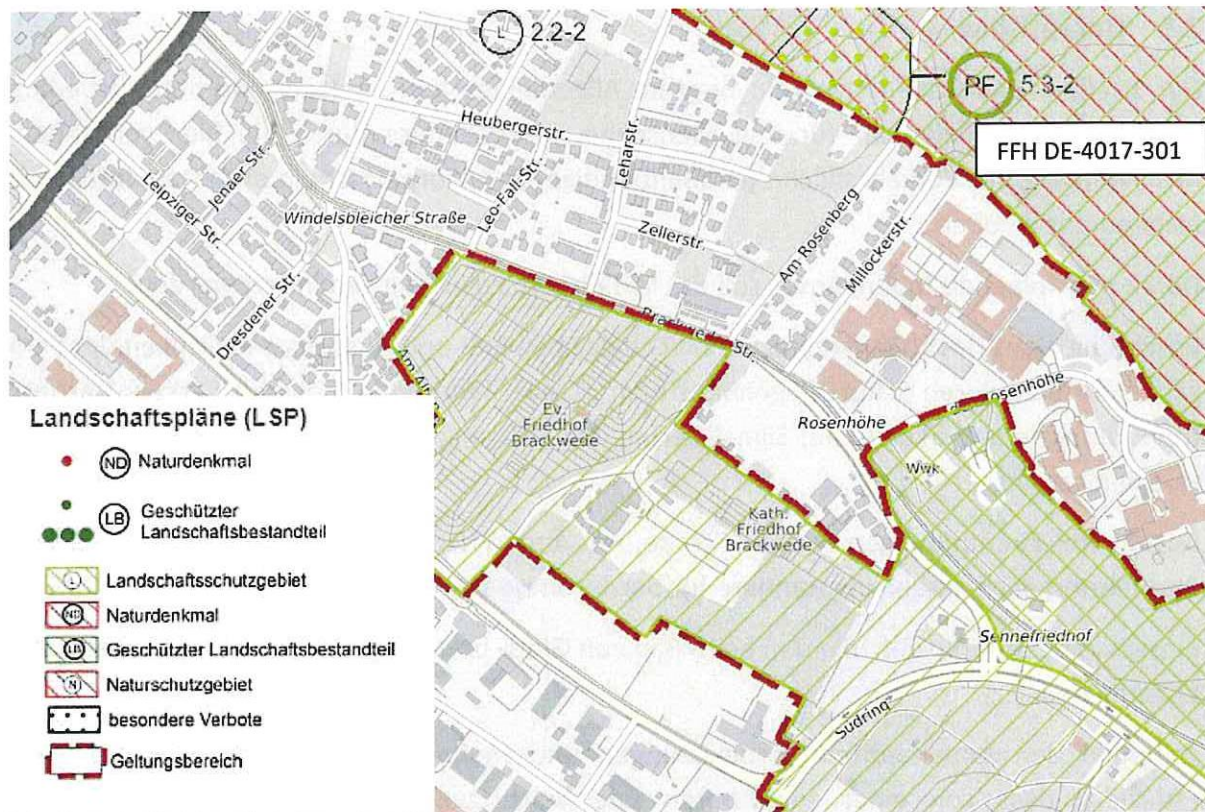 L 2.2-2
PF 5.3-2
FFH DE-4017-301
Heubergerstr.
Leharstr.
Jenaer Str.
Leipziger Str.
Leo-Fall-Str.
Windelsbleicher Straße
Zellerstr.
Am Rosenberg
Millöckerstr.
Dresdener Str.
Str.
Rosenhöhe
der Rosenhöhe
Ev.
Friedhof
Brackwede
Wwk.
Kath.
Friedhof
Brackwede
Sennefriedhof
Südring
Landschaftspläne (LSP)
ND Naturdenkmal
LB Geschützter
Landschaftsbestandteil
L Landschaftsschutzgebiet
ND Naturdenkmal
LB Geschützter Landschaftsbestandteil
N Naturschutzgebiet
besondere Verbote
Geltungsbereich